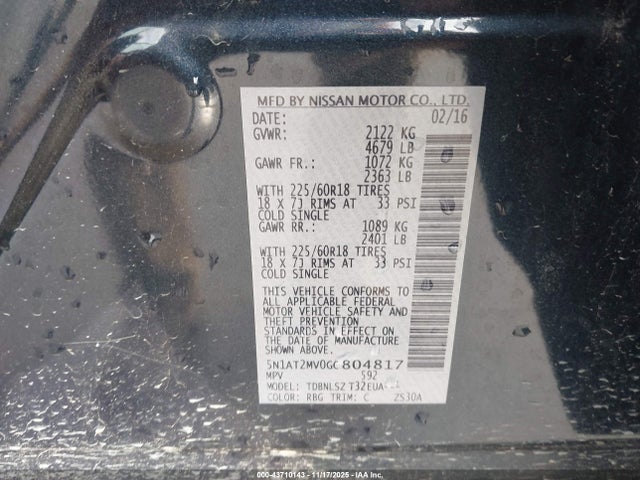 MFD BY NISSAN MOTOR CO., LTD.
DATE: 02/16
GVWR: 2122 KG
4679 LB
GAWR FR.: 1072 KG
2363 LB
WITH 225/60R18 TIRES
18 X 7J RIMS AT 33 PSI
COLD SINGLE
GAWR RR.: 1089 KG
2401 LB
WITH 225/60R18 TIRES
18 X 7J RIMS AT 33 PSI
COLD SINGLE
THIS VEHICLE CONFORMS TO
ALL APPLICABLE FEDERAL
MOTOR VEHICLE SAFETY AND
THEFT PREVENTION
STANDARDS IN EFFECT ON
THE DATE OF MANUFACTURE
SHOWN ABOVE.
5N1AT2MV0GC804817
MPV S92
MODEL: TDBNLSZ T32EUA
COLOR: RBG TRIM: C ZS30A
000-43710143 - 11/17/2025 - IAA Inc.